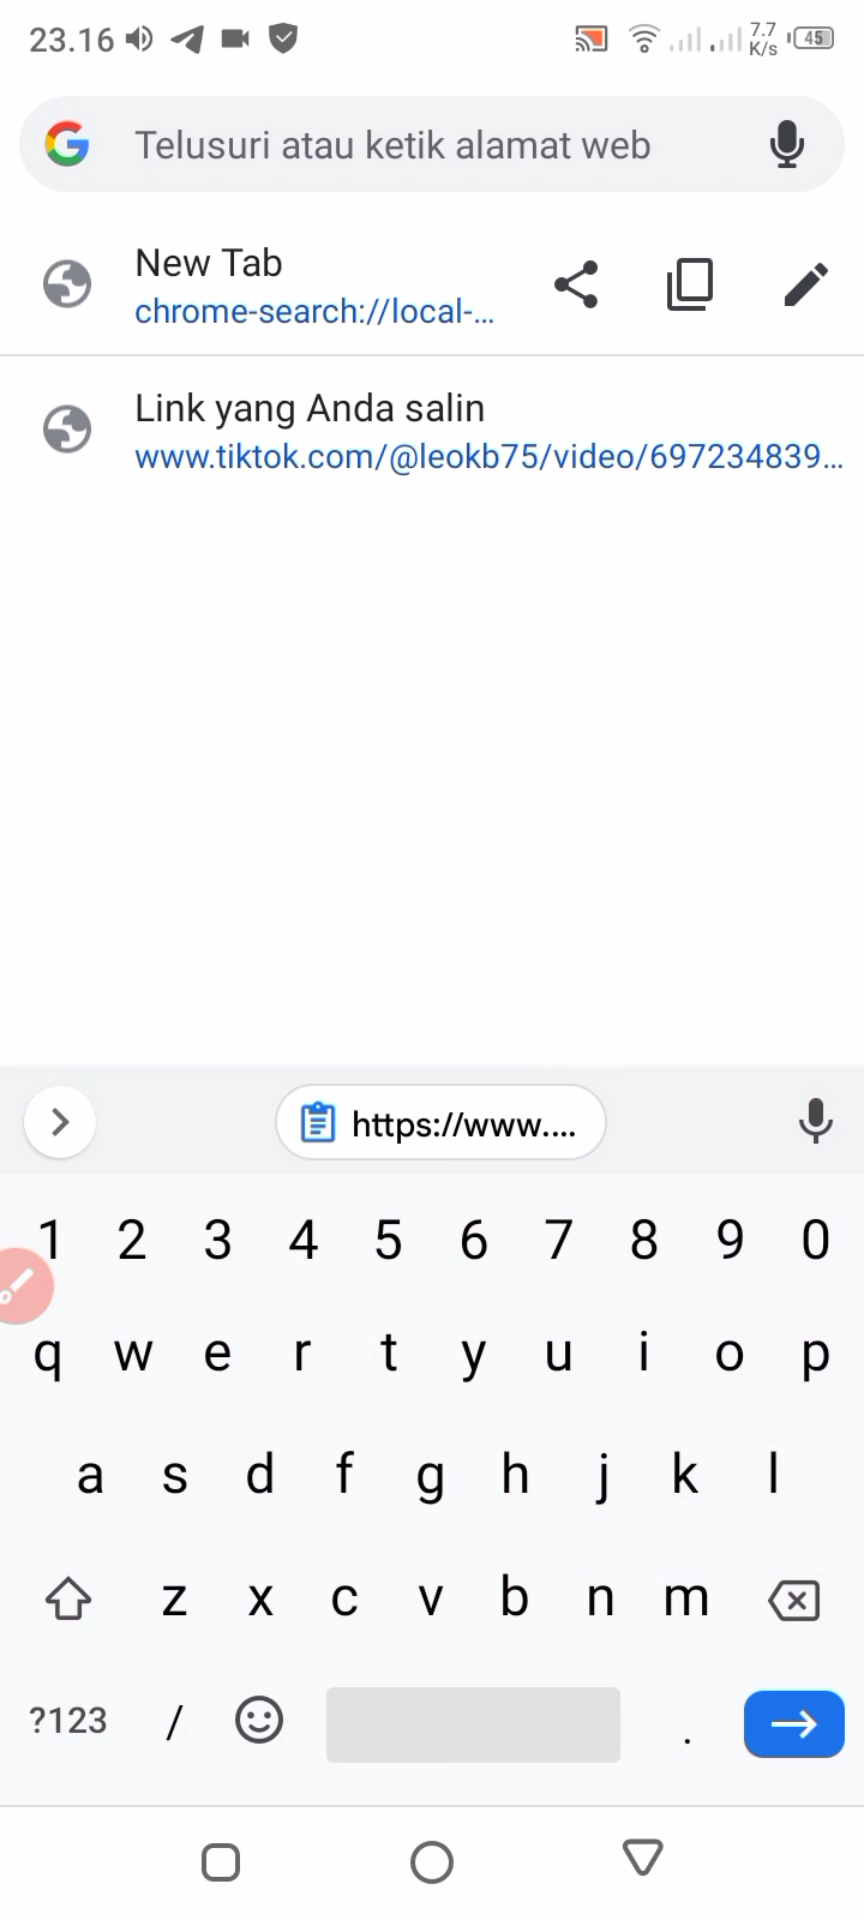 23.16
7.7
K/s
45
Telusuri atau ketik alamat web
New Tab
chrome-search://local-...
Link yang Anda salin
www.tiktok.com/@leokb75/video/697234839...
https://www....
1 2 3 4 5 6 7 8 9 0
q w e r t y u i o p
a s d f g h j k l
z x c v b n m
?123 / .